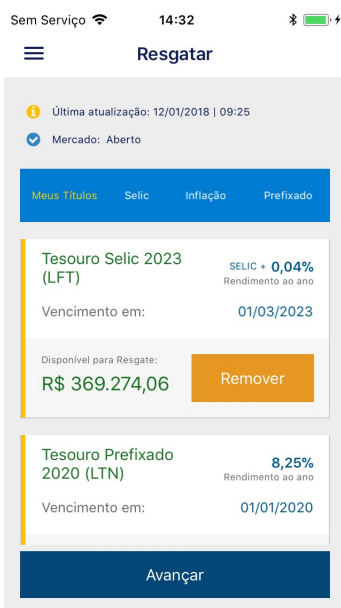 Sem Serviço 14:32
Resgatar
Última atualização: 12/01/2018 | 09:25
Mercado: Aberto
Meus Títulos Selic Inflação Prefixado
Tesouro Selic 2023
(LFT)
SELIC + 0,04%
Rendimento ao ano
Vencimento em: 01/03/2023
Disponível para Resgate:
R$ 369.274,06
Remover
Tesouro Prefixado
2020 (LTN)
8,25%
Rendimento ao ano
Vencimento em: 01/01/2020
Avançar